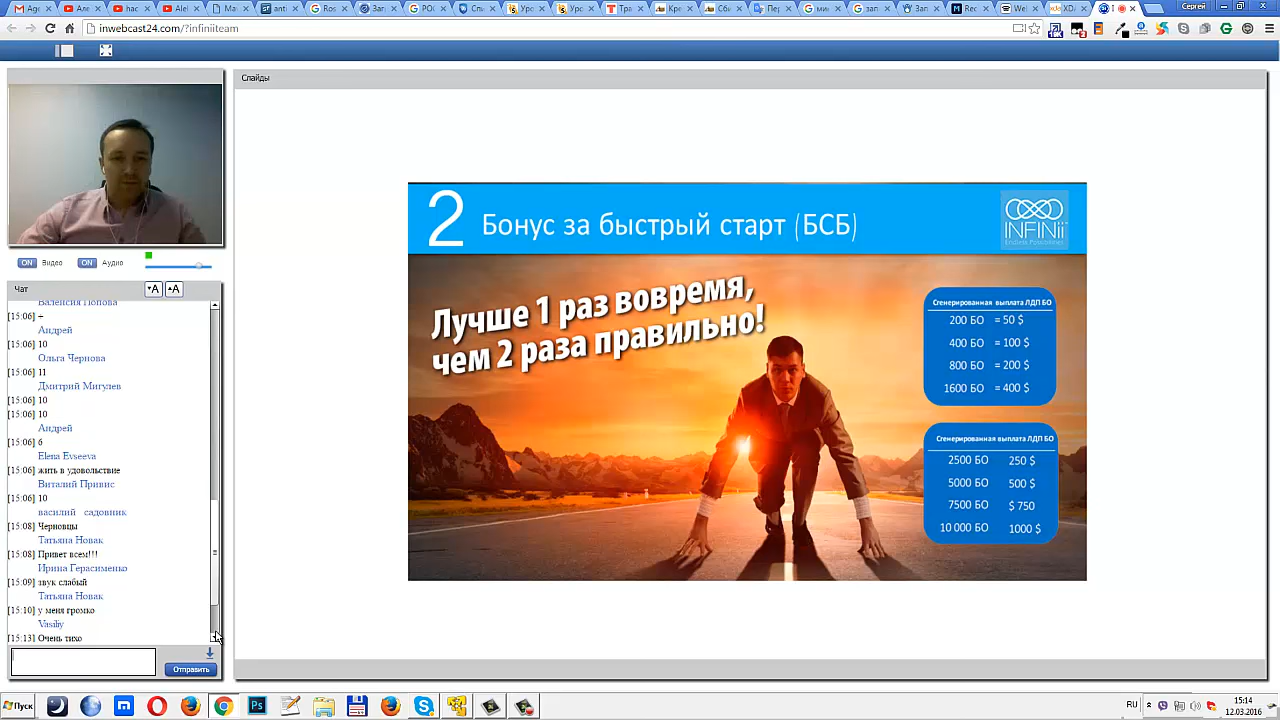 Сергей
inwebcast24.com/?infiniiteam
Слайды
ON Видео ON Аудио
Чат
Валенсия Попова
[15:06] +
Андрей
[15:06] 10
Ольга Чернова
[15:06] 11
Дмитрий Мигулев
[15:06] 10
[15:06] 10
Андрей
[15:06] 6
Elena Evseeva
[15:06] жить в удовольствие
Виталий Привис
[15:06] 10
василий садовник
[15:08] Черновцы
Татьяна Новак
[15:08] Привет всем!!!
Ирина Герасименко
[15:09] звук слабый
Татьяна Новак
[15:10] у меня громко
Vasiliy
[15:13] Очень тихо
Отправить
2 Бонус за быстрый старт (БСБ)
INFINii
Endless Possibilities
Лучше 1 раз вовремя,
чем 2 раза правильно!
Сгенерированная выплата ЛДП БО
200 БО = 50 $
400 БО = 100 $
800 БО = 200 $
1600 БО = 400 $
Сгенерированная выплата ЛДП БО
2500 БО 250 $
5000 БО 500 $
7500 БО $ 750
10 000 БО 1000 $
Пуск
RU
15:14
12.03.2016